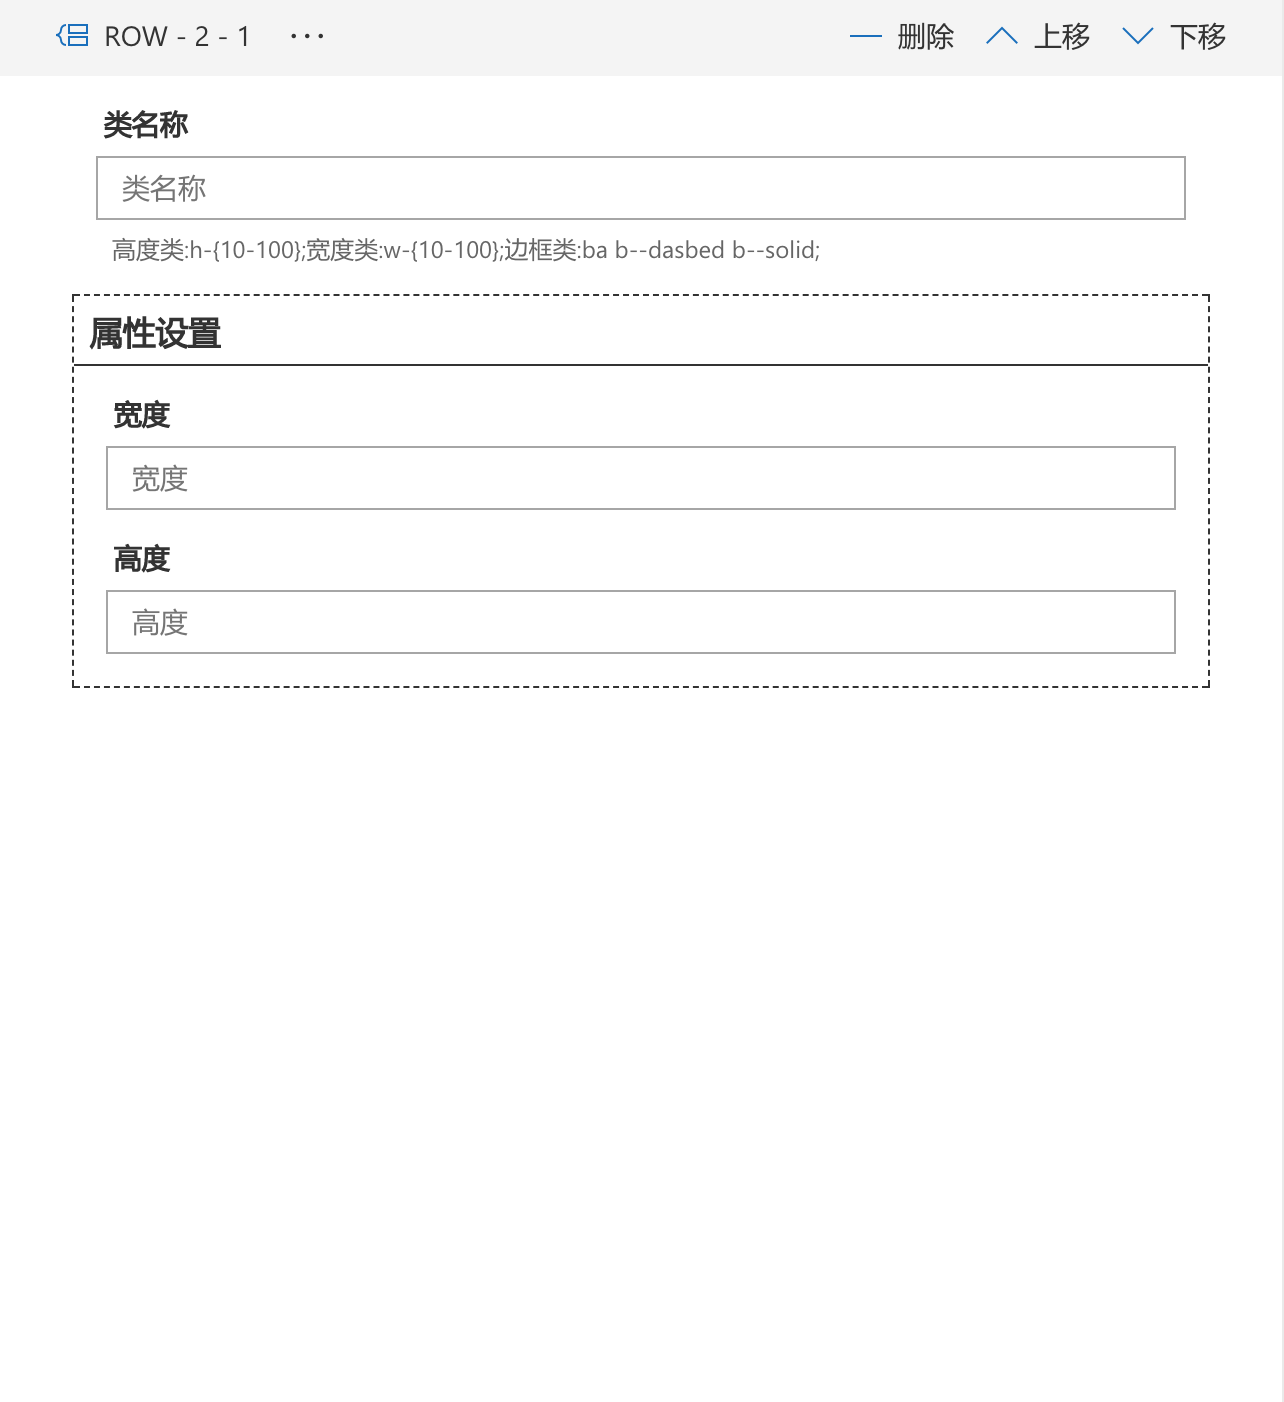 ROW - 2 - 1 ··· 删除 上移 下移
类名称
类名称
高度类:h-{10-100};宽度类:w-{10-100};边框类:ba b--dasbed b--solid;
属性设置
宽度
宽度
高度
高度